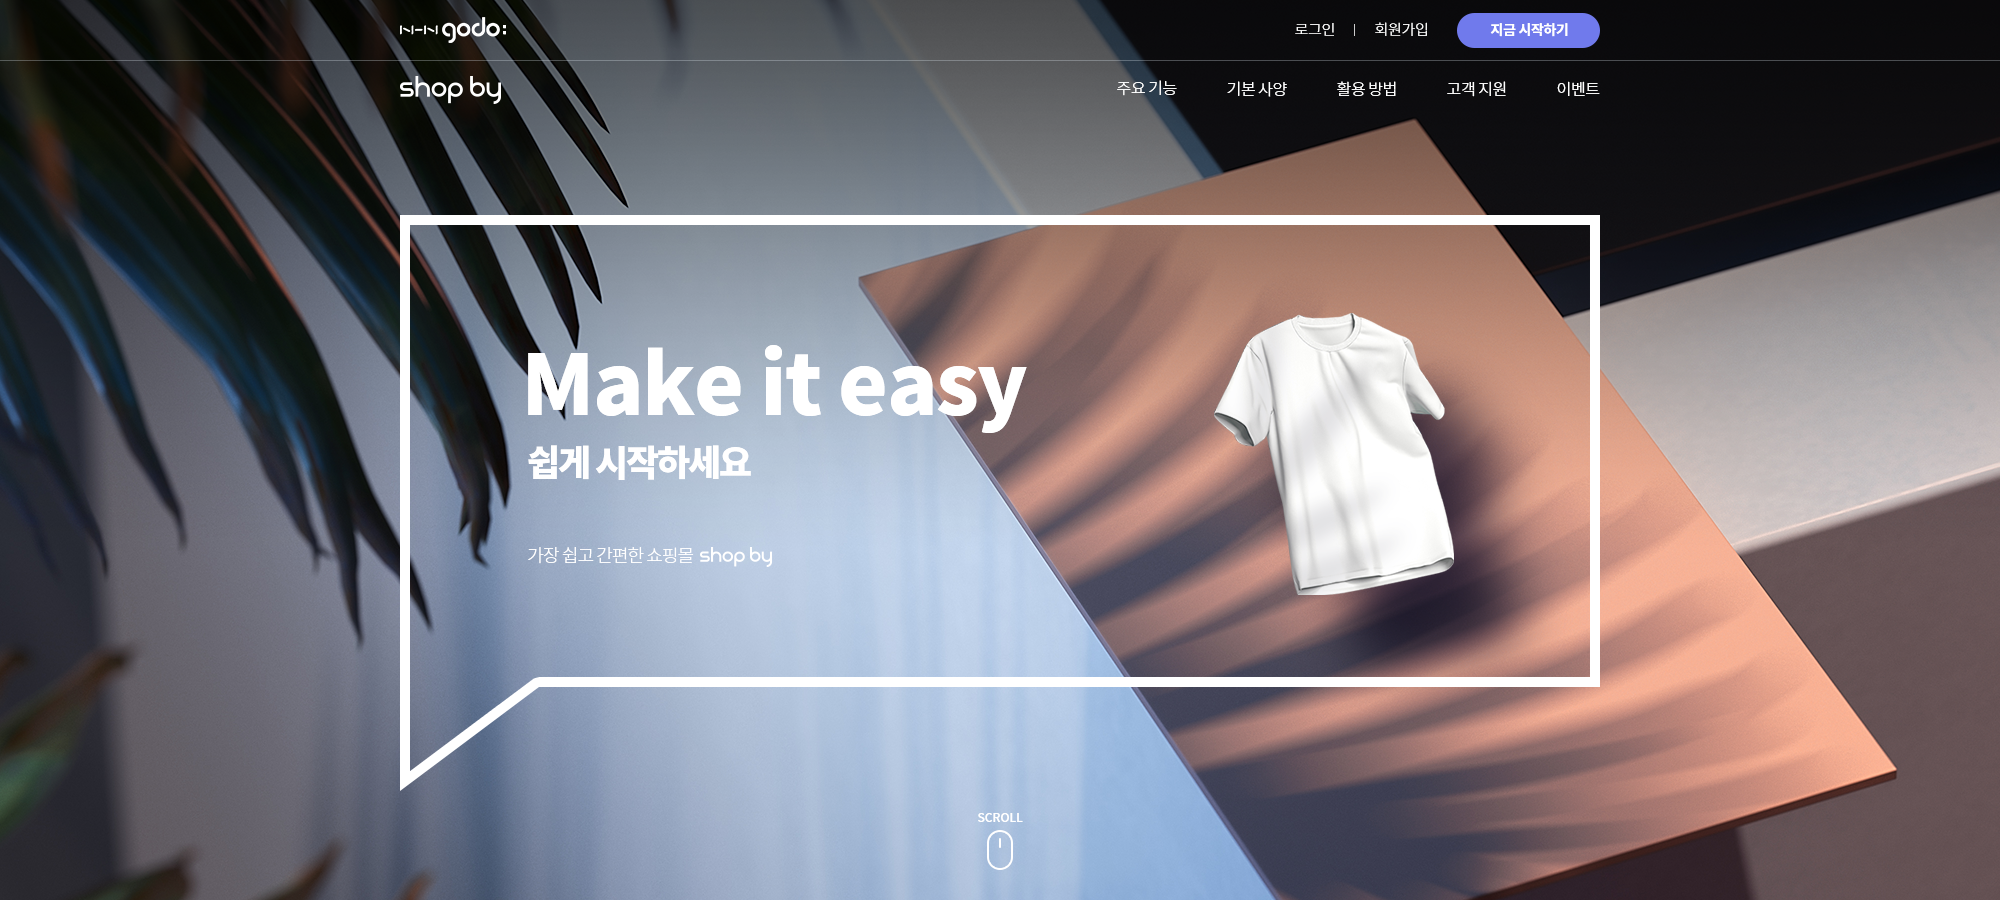 NHN godo:
로그인 | 회원가입 지금 시작하기
shop by
주요 기능 기본 사양 활용 방법 고객 지원 이벤트
Make it easy
쉽게 시작하세요
가장 쉽고 간편한 쇼핑몰 shop by
SCROLL